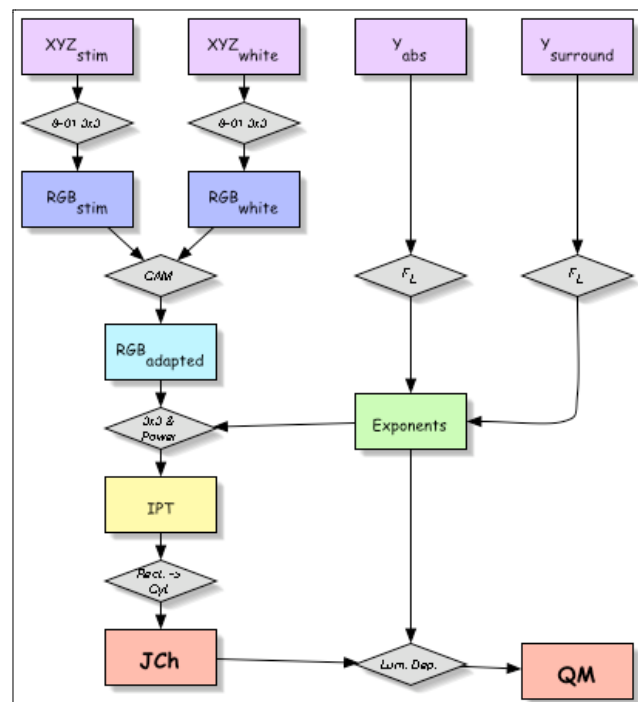 XYZ stim
XYZ white
Y abs
Y surround
RGB stim
RGB white
F L
F L
RGB adapted
3x3 &
Power
Exponents
IPT
Rect. ->
Cyl
JCh
Lum. Dep.
QM